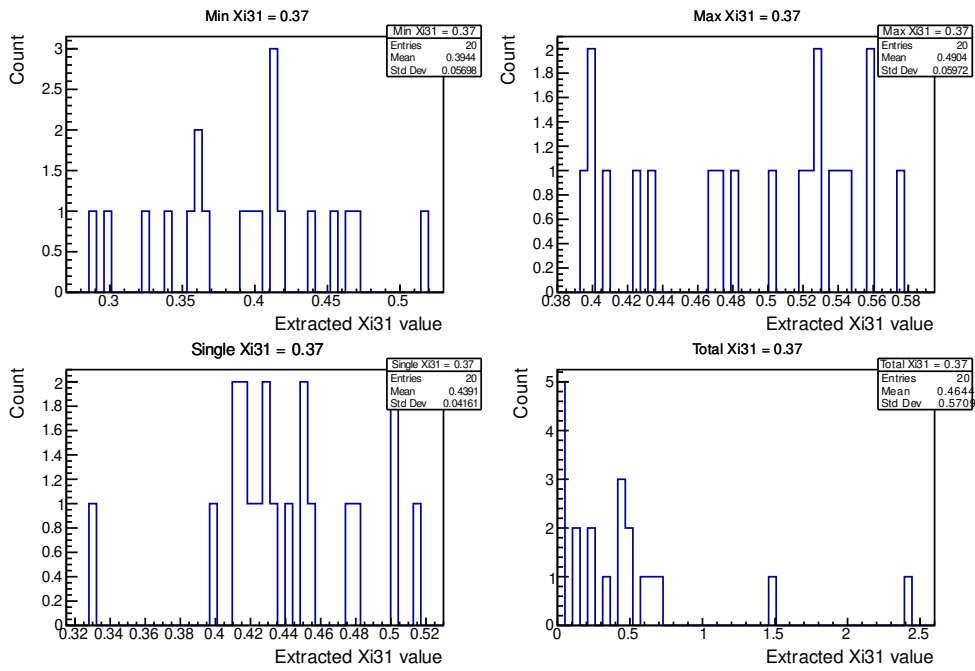 Min Xi31 = 0.37
Min Xi31 = 0.37
Entries 20
Mean 0.3944
Std Dev 0.05698
Count
3
2.5
2
1.5
1
0.5
0
0.3 0.35 0.4 0.45 0.5
Extracted Xi31 value
Max Xi31 = 0.37
Max Xi31 = 0.37
Entries 20
Mean 0.4904
Std Dev 0.05972
Count
2
1.8
1.6
1.4
1.2
1
0.8
0.6
0.4
0.2
0
0.38 0.4 0.42 0.44 0.46 0.48 0.5 0.52 0.54 0.56 0.58
Extracted Xi31 value
Single Xi31 = 0.37
Single Xi31 = 0.37
Entries 20
Mean 0.4391
Std Dev 0.04161
Count
2
1.8
1.6
1.4
1.2
1
0.8
0.6
0.4
0.2
0
0.32 0.34 0.36 0.38 0.4 0.42 0.44 0.46 0.48 0.5 0.52
Extracted Xi31 value
Total Xi31 = 0.37
Total Xi31 = 0.37
Entries 20
Mean 0.4644
Std Dev 0.5709
Count
5
4
3
2
1
0
0 0.5 1 1.5 2 2.5
Extracted Xi31 value